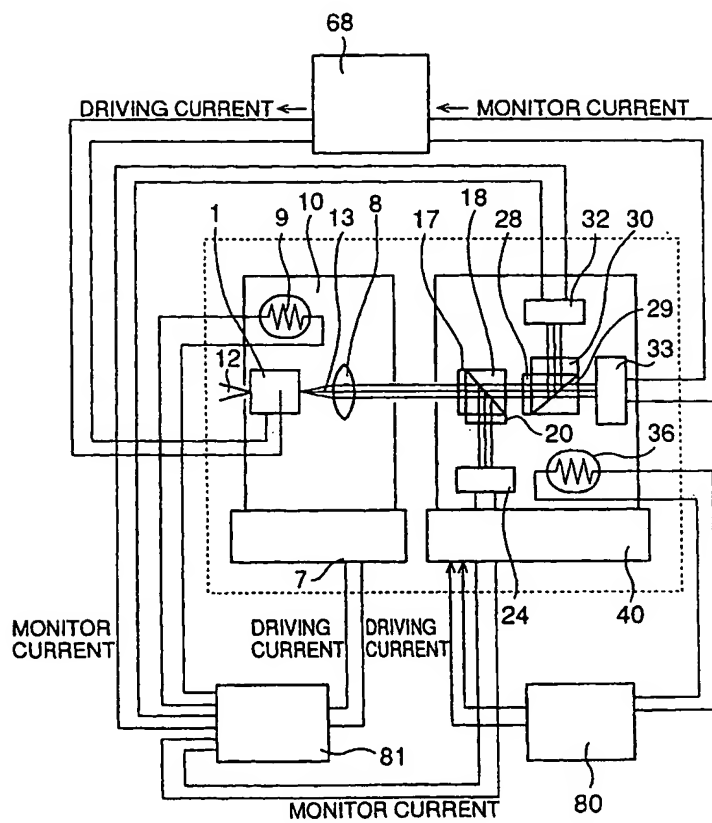 68
DRIVING CURRENT
MONITOR CURRENT
1
9
10
13
8
17
18
28
32
30
29
33
12
20
36
7
24
40
MONITOR
CURRENT
DRIVING
CURRENT
DRIVING
CURRENT
81
80
MONITOR CURRENT